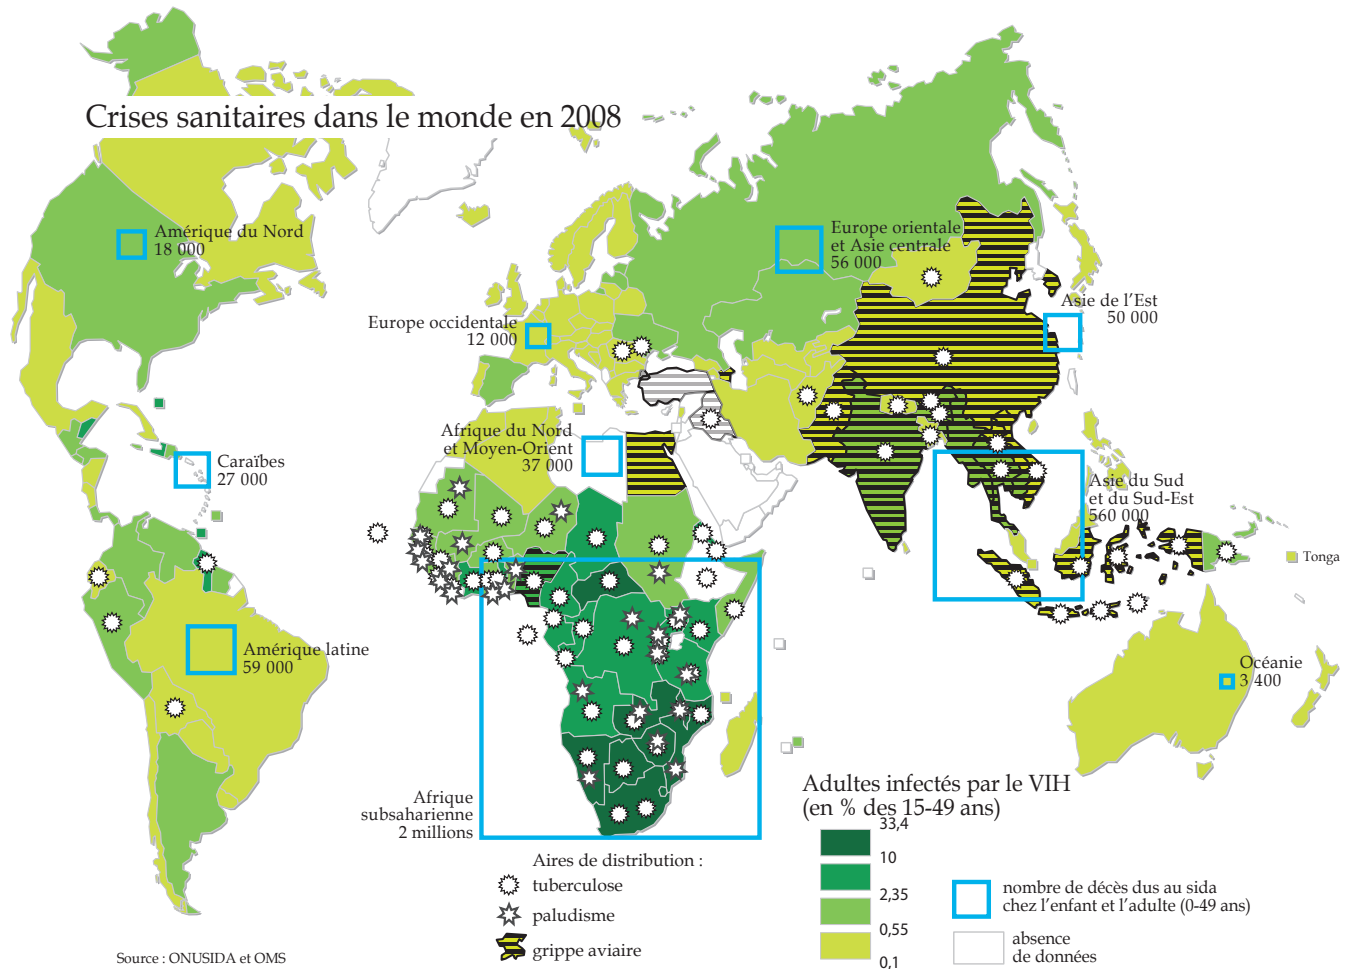 Crises sanitaires dans le monde en 2008
Amérique du Nord
18 000
Europe orientale
et Asie centrale
56 000
Asie de l'Est
50 000
Europe occidentale
12 000
Afrique du Nord
et Moyen-Orient
37 000
Caraïbes
27 000
Asie du Sud
et du Sud-Est
560 000
Tonga
Amérique latine
59 000
Océanie
3 400
Afrique
subsaharienne
2 millions
Adultes infectés par le VIH
(en % des 15-49 ans)
33,4
10
2,35
0,55
0,1
Aires de distribution :
tuberculose
paludisme
grippe aviaire
nombre de décès dus au sida
chez l'enfant et l'adulte (0-49 ans)
absence
de données
Source : ONUSIDA et OMS